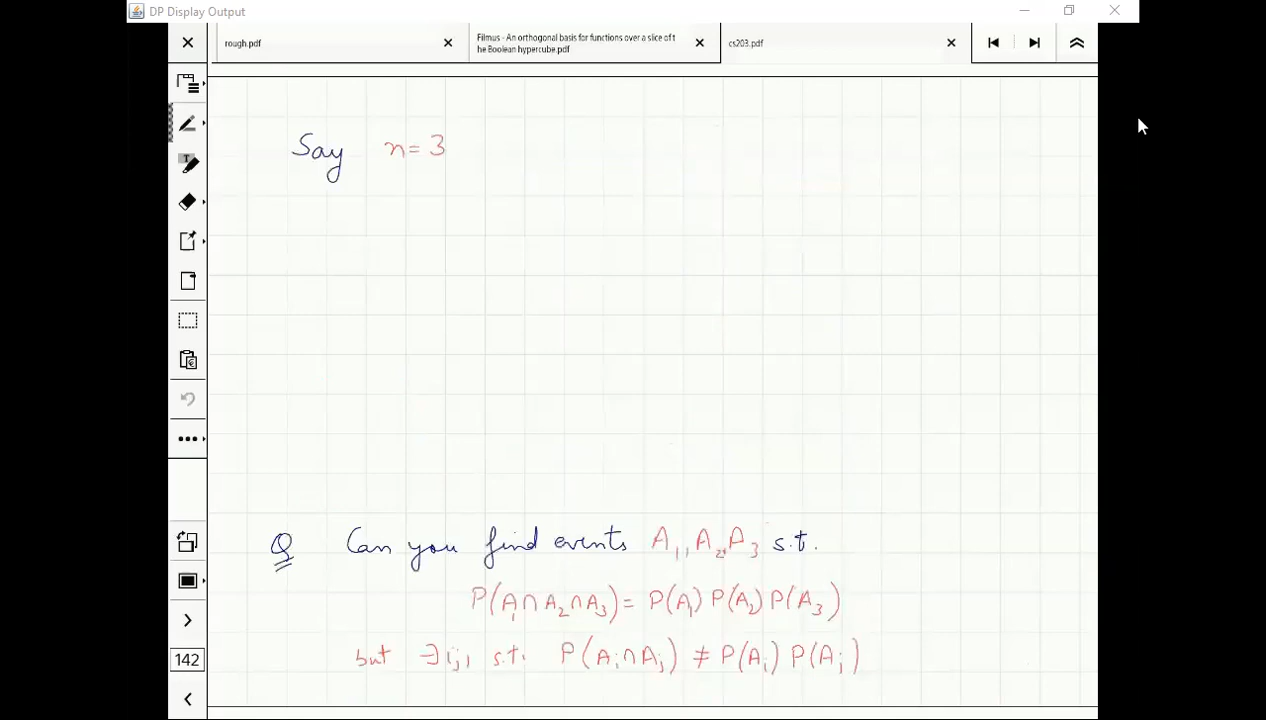 DP Display Output
rough.pdf
Filmus - An orthogonal basis for functions over a slice of t
he Boolean hypercube.pdf
cs203.pdf
Say n = 3
142
Q Can you find events A₁, A₂, A₃ s.t.
P(A₁∩A₂∩A₃) = P(A₁) P(A₂) P(A₃)
but ∃ i,j, s.t. P(Aᵢ∩Aⱼ) ≠ P(Aᵢ) P(Aⱼ)